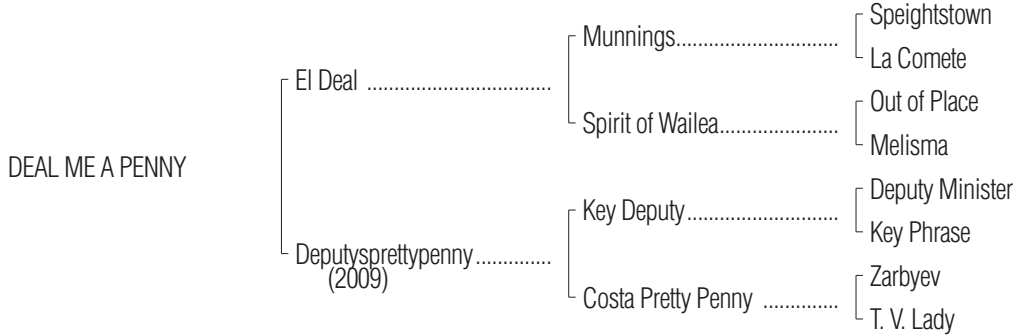 Speightstown
Munnings..............................
La Comete
El Deal ..................................
Out of Place
Spirit of Wailea......................
Melisma
DEAL ME A PENNY
Deputy Minister
Key Deputy............................
Key Phrase
Deputysprettypenny..............
(2009)
Zarbyev
Costa Pretty Penny ..............
T. V. Lady